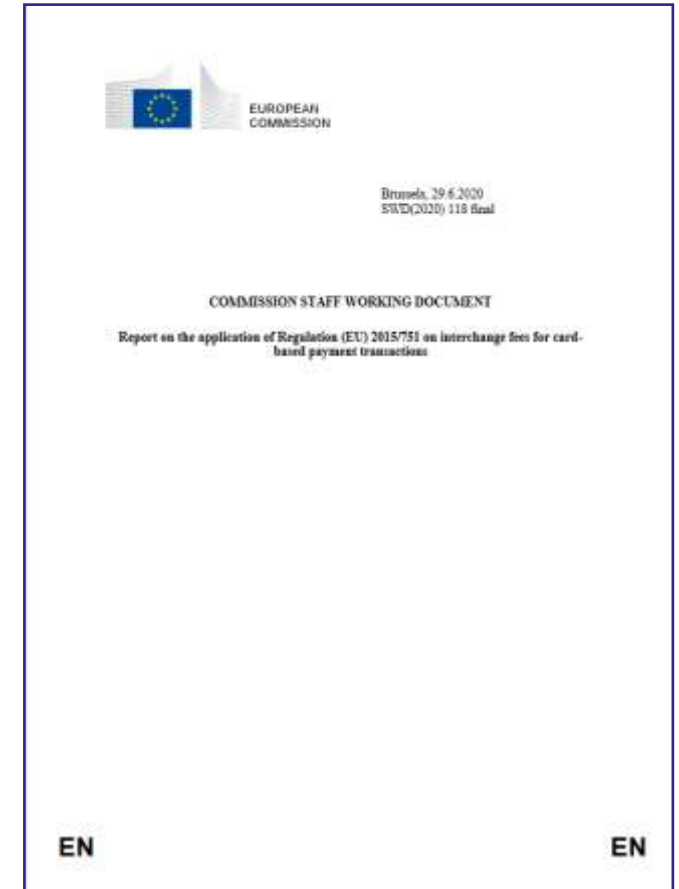 EUROPEAN
COMMISSION
Brussels, 29.6.2020
SWD(2020) 118 final
COMMISSION STAFF WORKING DOCUMENT
Report on the application of Regulation (EU) 2015/751 on interchange fees for card-
based payment transactions
EN
EN